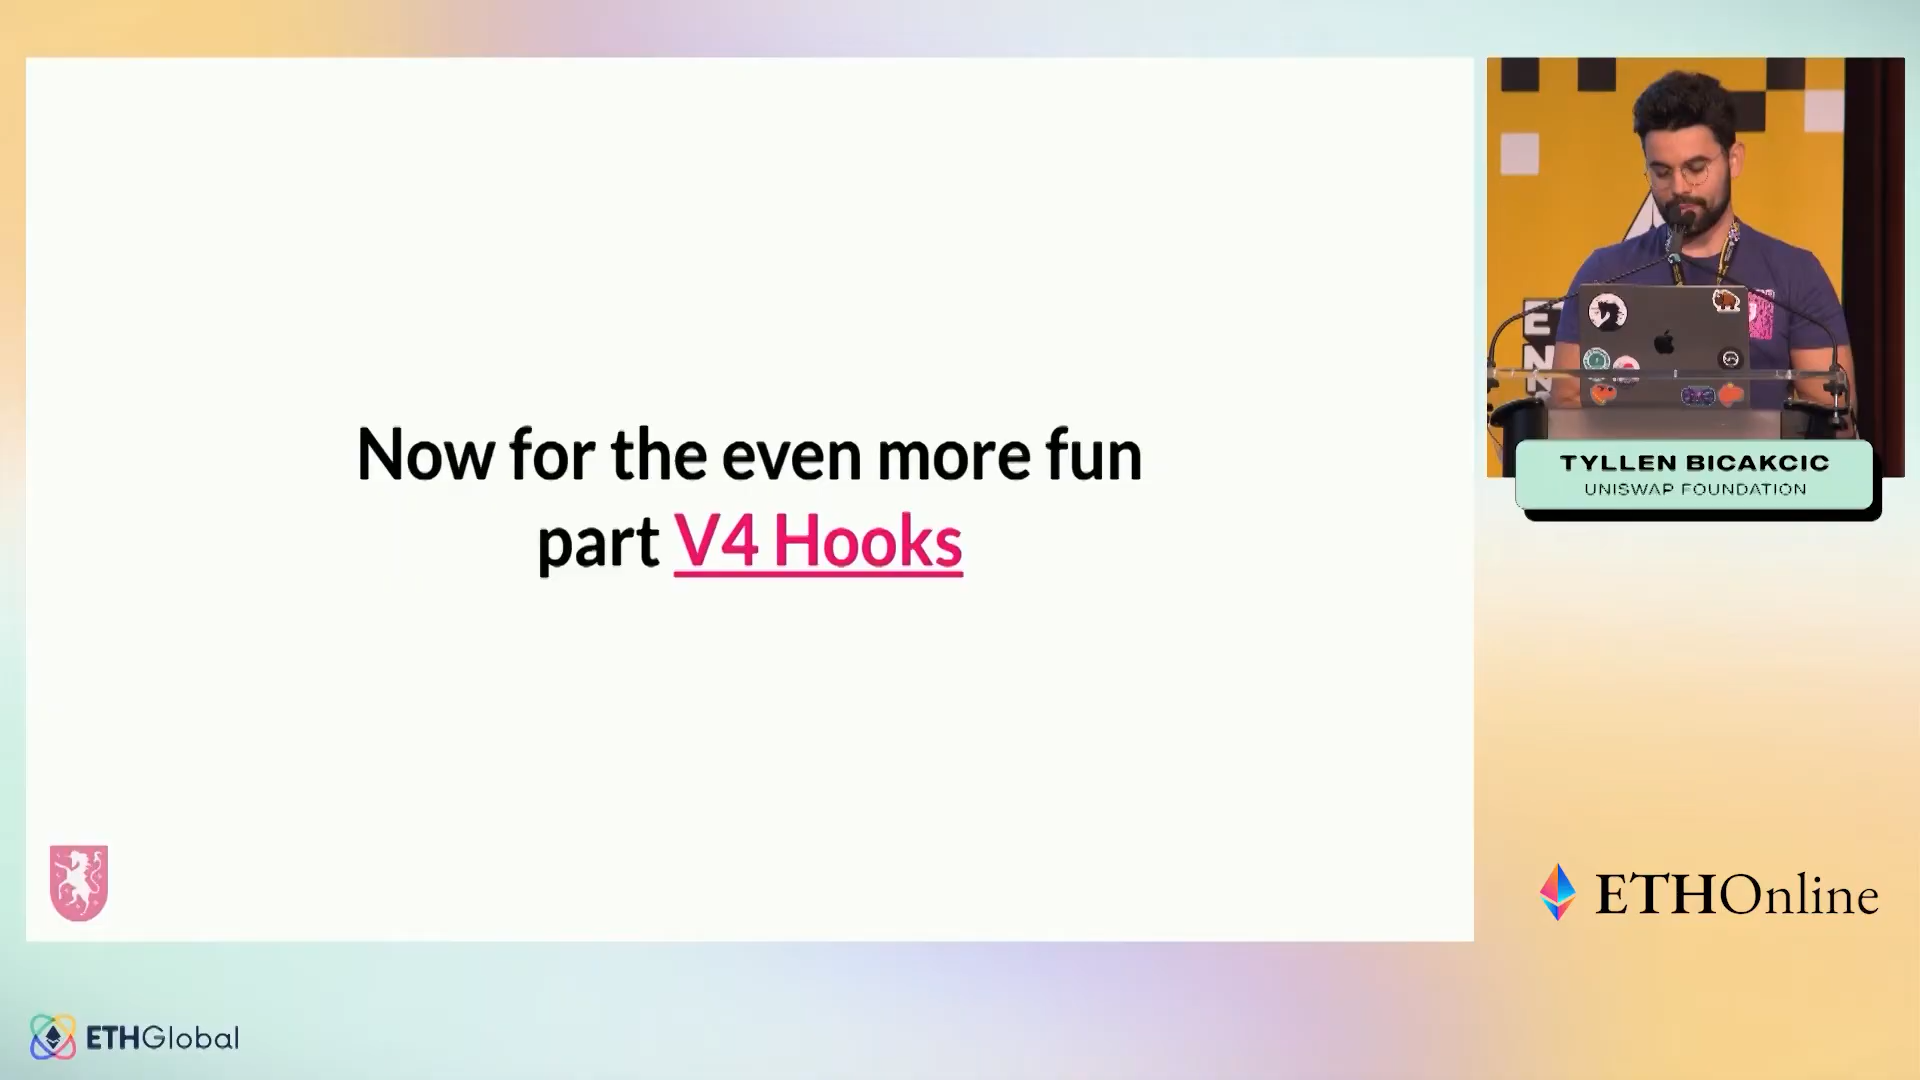 Now for the even more fun
part V4 Hooks
TYLLEN BICAKCIC
UNISWAP FOUNDATION
ETHOnline
ETHGlobal